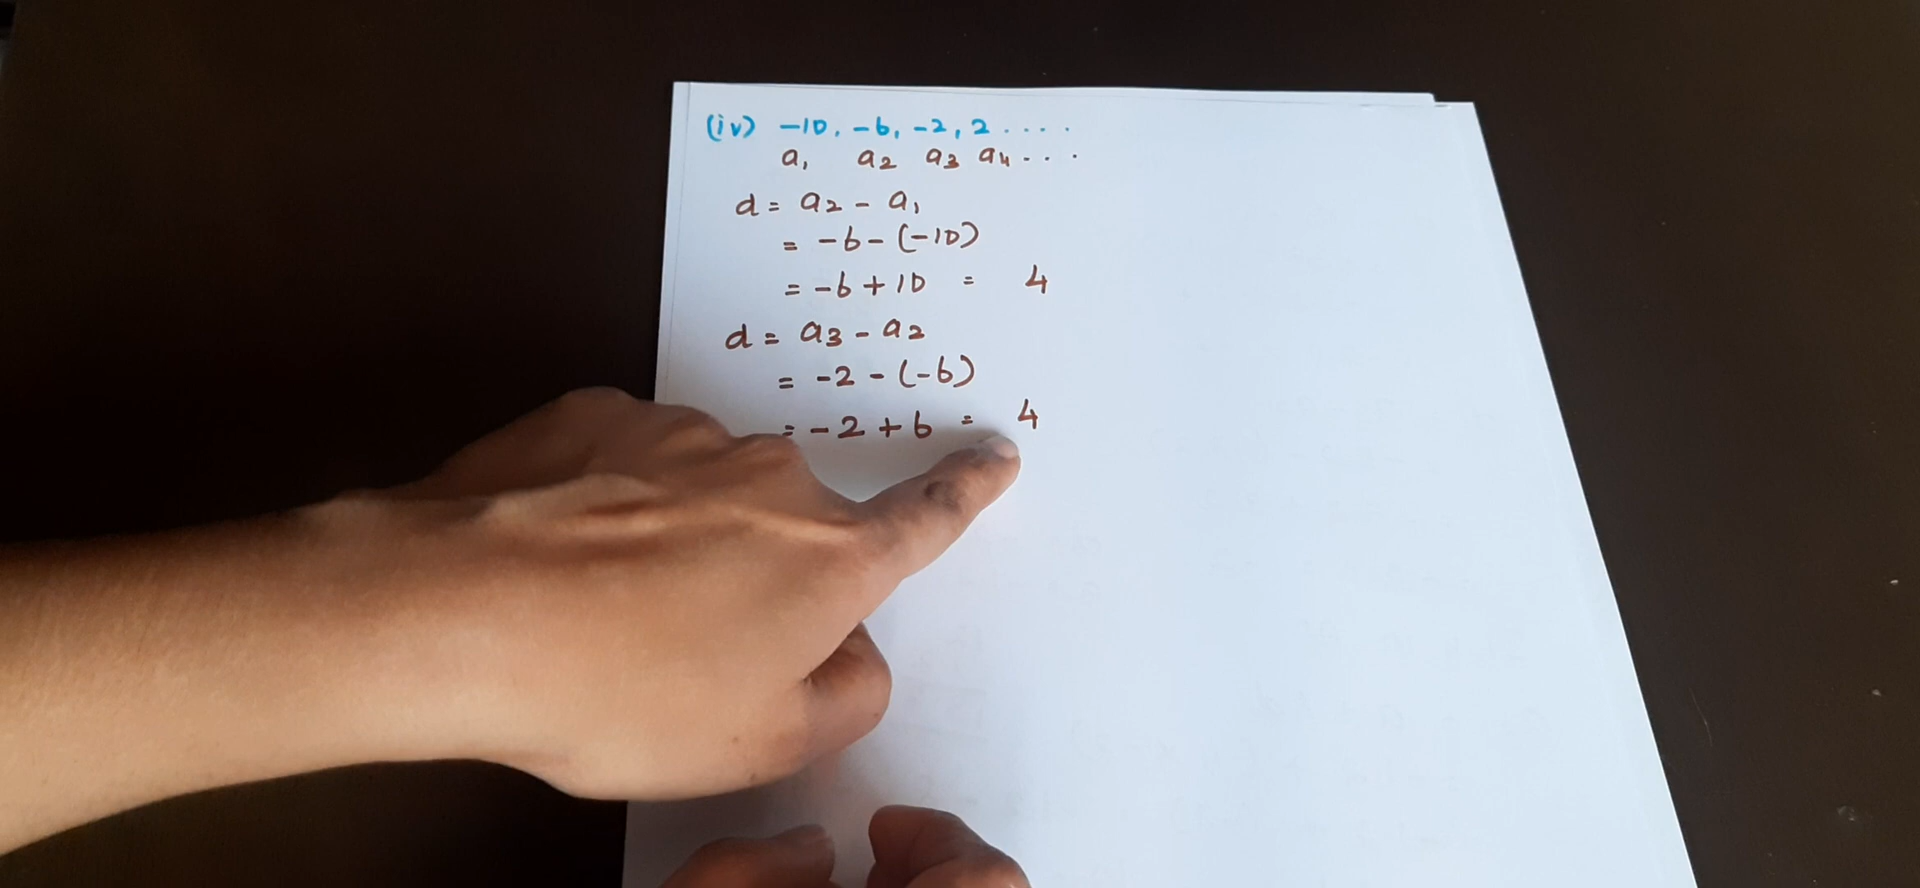 (iv) -10, -6, -2, 2 ....
a₁ a₂ a₃ a₄ ...
d = a₂ - a₁
= -6 - (-10)
= -6 + 10 = 4
d = a₃ - a₂
= -2 - (-6)
= -2 + 6 = 4